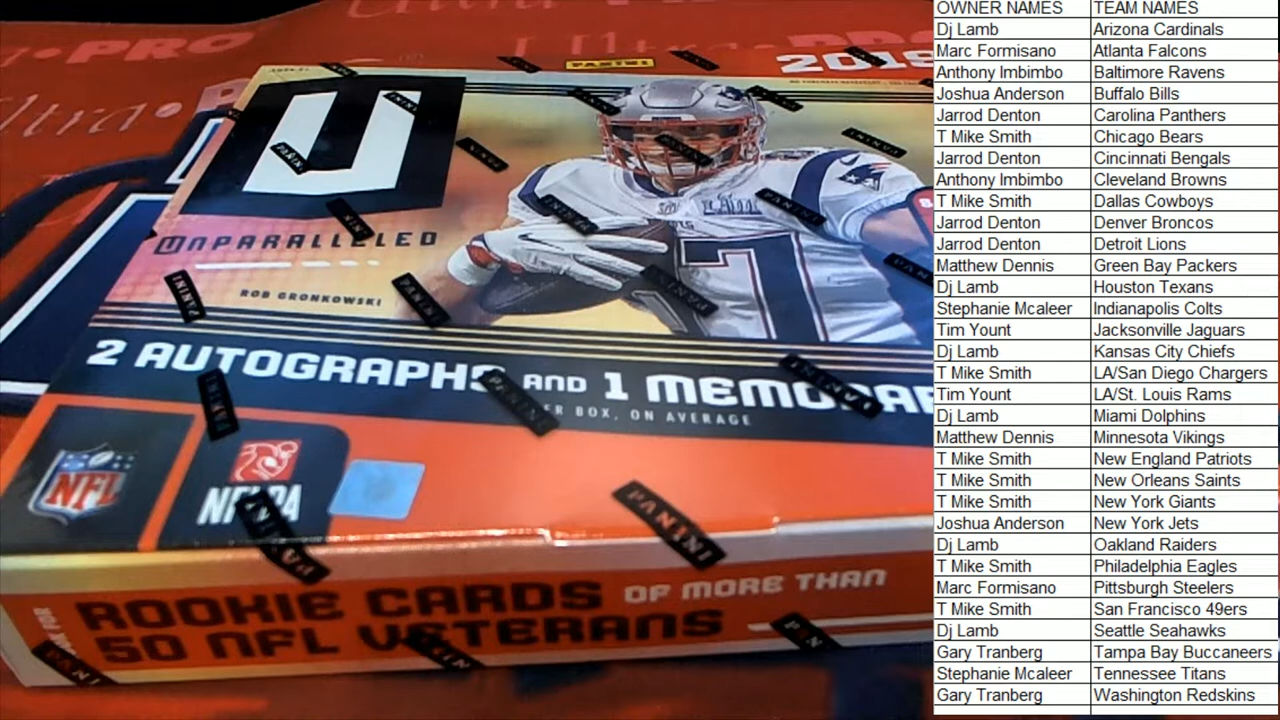 OWNER NAMES TEAM NAMES
Dj Lamb Arizona Cardinals
Marc Formisano Atlanta Falcons
Anthony Imbimbo Baltimore Ravens
Joshua Anderson Buffalo Bills
Jarrod Denton Carolina Panthers
T Mike Smith Chicago Bears
Jarrod Denton Cincinnati Bengals
Anthony Imbimbo Cleveland Browns
T Mike Smith Dallas Cowboys
Jarrod Denton Denver Broncos
Jarrod Denton Detroit Lions
Matthew Dennis Green Bay Packers
Dj Lamb Houston Texans
Stephanie Mcaleer Indianapolis Colts
Tim Yount Jacksonville Jaguars
Dj Lamb Kansas City Chiefs
T Mike Smith LA/San Diego Chargers
Tim Yount LA/St. Louis Rams
Dj Lamb Miami Dolphins
Matthew Dennis Minnesota Vikings
T Mike Smith New England Patriots
T Mike Smith New Orleans Saints
T Mike Smith New York Giants
Joshua Anderson New York Jets
Dj Lamb Oakland Raiders
T Mike Smith Philadelphia Eagles
Marc Formisano Pittsburgh Steelers
T Mike Smith San Francisco 49ers
Dj Lamb Seattle Seahawks
Gary Tranberg Tampa Bay Buccaneers
Stephanie Mcaleer Tennessee Titans
Gary Tranberg Washington Redskins
PANINI
U
UNPARALLELED
ROB GRONKOWSKI
2 AUTOGRAPHS AND 1
BOX, ON AVERAGE
NFL
ROOKIE CARDS OF MORE THAN
50 NFL VETERANS
PANINI
PANINI
PANINI